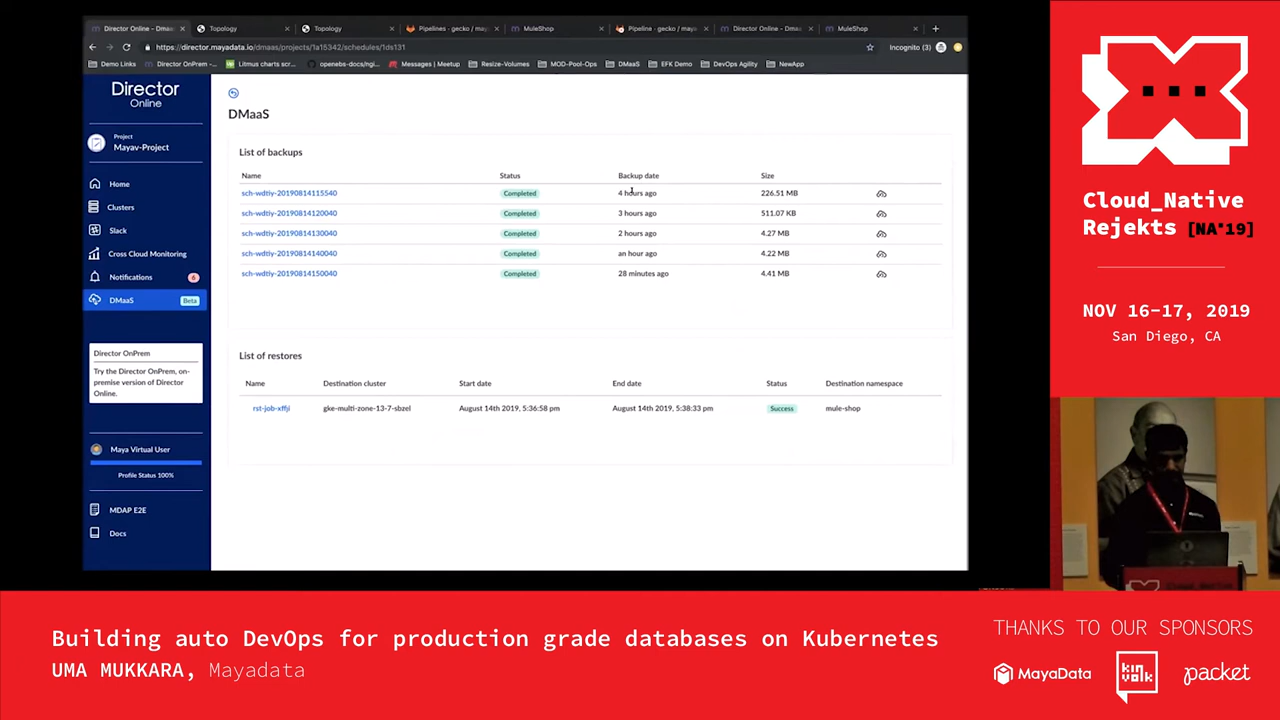 Director Online - Dmaa
Topology
Topology
Pipelines - gecko / may
MuleShop
Pipeline - gecko / maya
Director Online - Dmaa
MuleShop
https://director.mayadata.io/dmaas/projects/1a15342/schedules/1ds131
Incognito (3)
Demo Links
Director OnPrem -...
Litmus charts scr...
openebs-docs/ngi...
Messages | Meetup
Resize-Volumes
MOD-Pool-Ops
DMaaS
EFK Demo
DevOps Agility
NewApp
Director
Online
Project
Mayav-Project
Home
Clusters
Slack
Cross Cloud Monitoring
Notifications 6
DMaaS Beta
Director OnPrem
Try the Director OnPrem, on-
premise version of Director
Online.
Maya Virtual User
Profile Status 100%
MDAP E2E
Docs
DMaaS
List of backups
Name Status Backup date Size
sch-wdtiy-20190814115540 Completed 4 hours ago 226.51 MB
sch-wdtiy-20190814120040 Completed 3 hours ago 511.07 KB
sch-wdtiy-20190814130040 Completed 2 hours ago 4.27 MB
sch-wdtiy-20190814140040 Completed an hour ago 4.22 MB
sch-wdtiy-20190814150040 Completed 28 minutes ago 4.41 MB
List of restores
Name Destination cluster Start date End date Status Destination namespace
rst-job-xffji gke-multi-zone-13-7-sbzel August 14th 2019, 5:36:58 pm August 14th 2019, 5:38:33 pm Success mule-shop
Cloud_Native
Rejekts [NA'19]
NOV 16-17, 2019
San Diego, CA
Building auto DevOps for production grade databases on Kubernetes
UMA MUKKARA, Mayadata
THANKS TO OUR SPONSORS
MayaData
kinvolk
packet